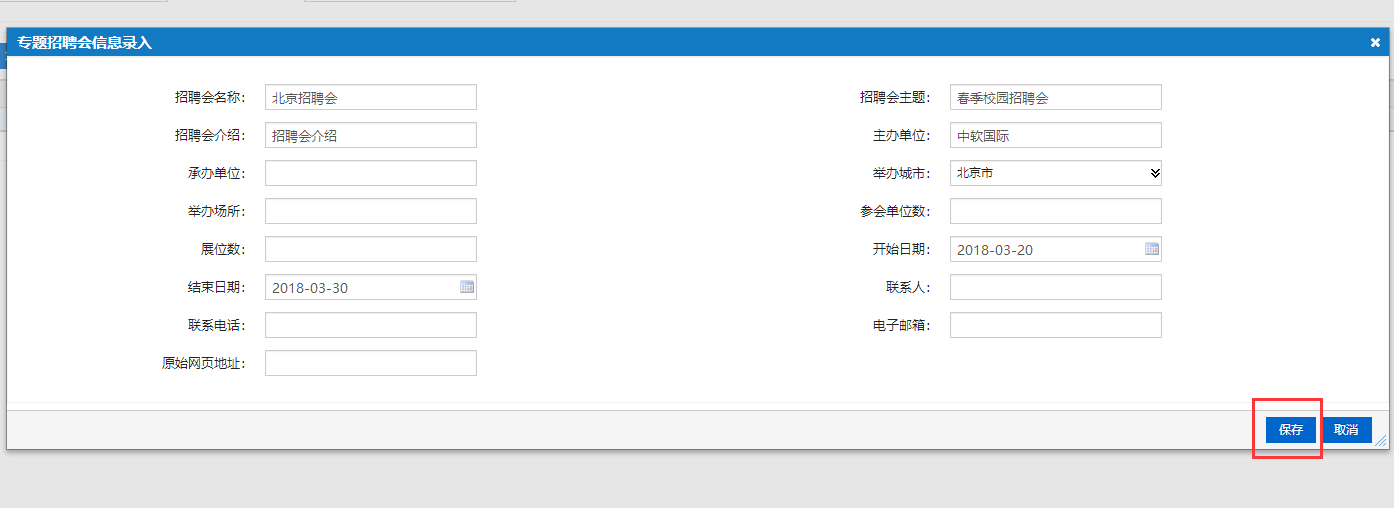 专题招聘会信息录入
招聘会名称： 北京招聘会 招聘会主题： 春季校园招聘会
招聘会介绍： 招聘会介绍 主办单位： 中软国际
承办单位： 举办城市： 北京市
举办场所： 参会单位数：
展位数： 开始日期： 2018-03-20
结束日期： 2018-03-30 联系人：
联系电话： 电子邮箱：
原始网页地址：
保存 取消